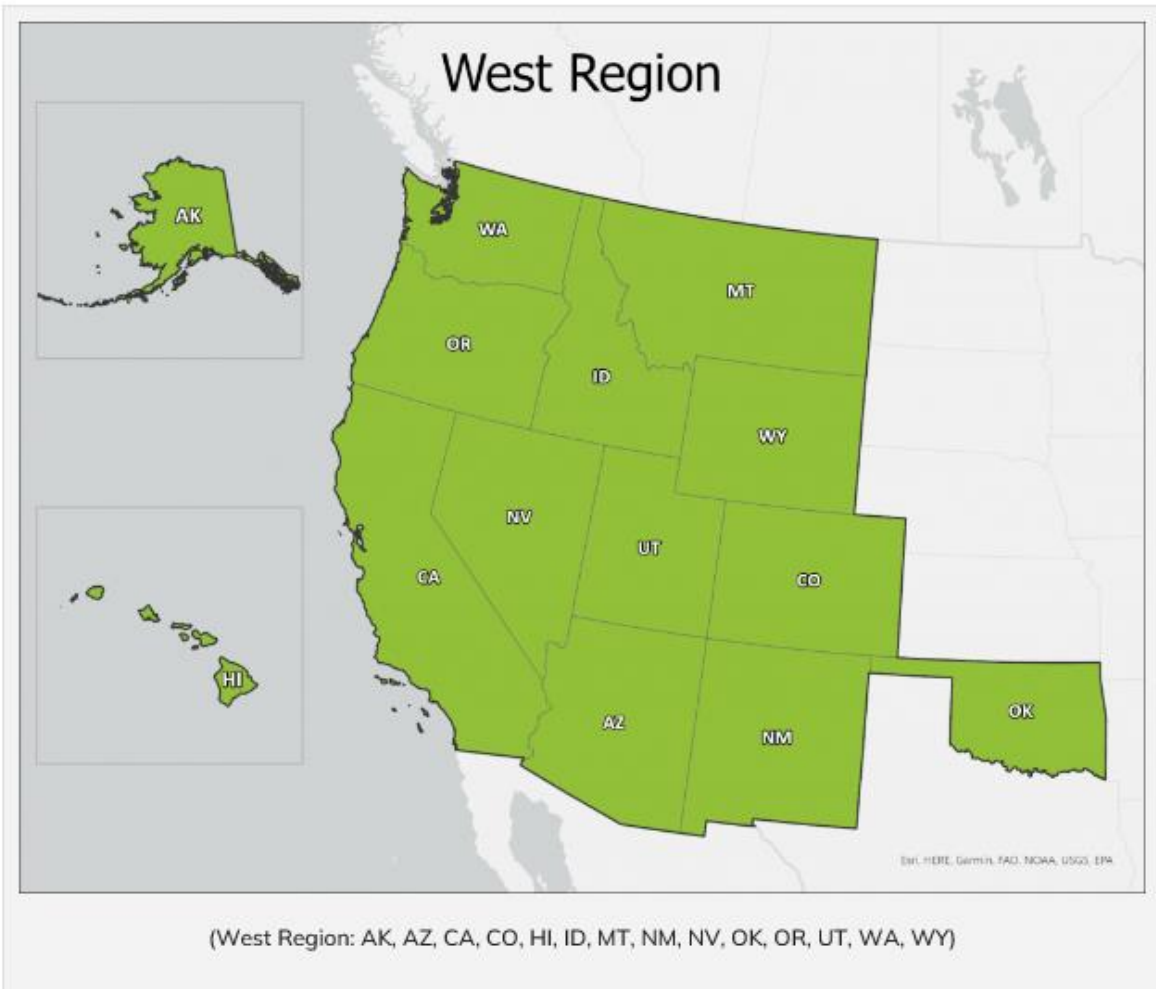 West Region
AK
WA
MT
OR
ID
WY
NV
UT
CO
CA
HI
AZ
NM
OK
Esri, HERE, Garmin, FAO, NOAA, USGS, EPA
(West Region: AK, AZ, CA, CO, HI, ID, MT, NM, NV, OK, OR, UT, WA, WY)